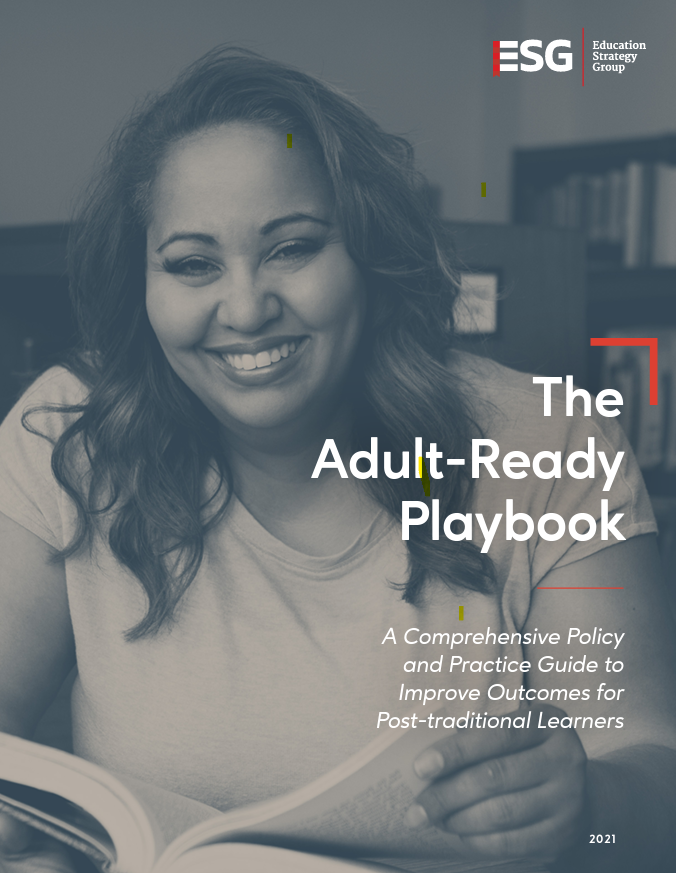 ESG
Education
Strategy
Group
The
Adult-Ready
Playbook
A Comprehensive Policy
and Practice Guide to
Improve Outcomes for
Post-traditional Learners
2021